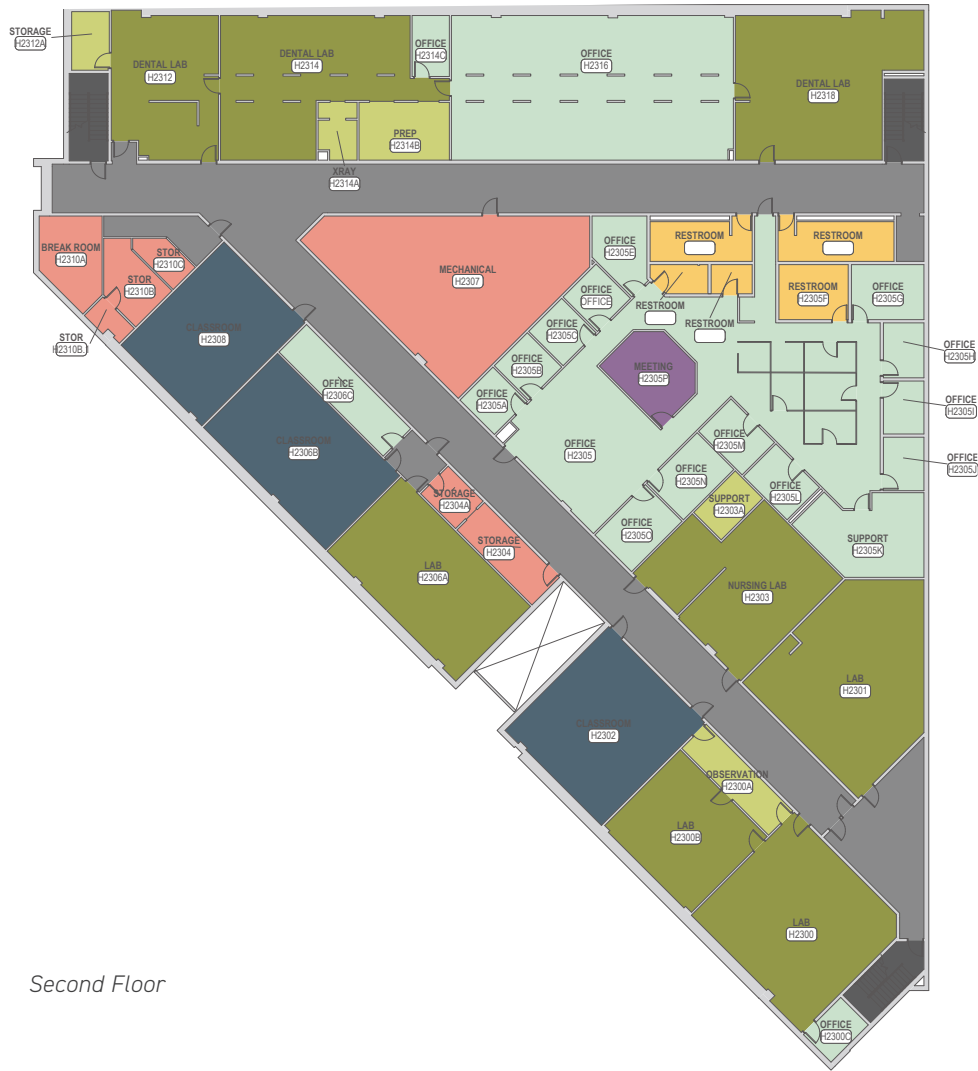 STORAGE
H2312A
DENTAL LAB
H2312
DENTAL LAB
H2314
OFFICE
H2314C
OFFICE
H2316
DENTAL LAB
H2318
PREP
H2314B
XRAY
H2314A
BREAK ROOM
H2310A
STOR
H2310C
STOR
H2310B
STOR
H2310B.1
CLASSROOM
H2308
MECHANICAL
H2307
OFFICE
H2305E
RESTROOM
RESTROOM
OFFICE
OFFICE
RESTROOM
RESTROOM
RESTROOM
H2305F
OFFICE
H2305G
OFFICE
H2305C
OFFICE
H2305B
OFFICE
H2305A
MEETING
H2305P
OFFICE
H2305H
OFFICE
H2305I
OFFICE
H2305J
OFFICE
H2306C
CLASSROOM
H2306B
OFFICE
H2305
OFFICE
H2305M
OFFICE
H2305N
OFFICE
H2305L
OFFICE
H2305O
SUPPORT
H2303A
SUPPORT
H2305K
STORAGE
H2304A
STORAGE
H2304
LAB
H2306A
NURSING LAB
H2303
LAB
H2301
CLASSROOM
H2302
OBSERVATION
H2300A
LAB
H2300B
LAB
H2300
OFFICE
H2300C
Second Floor